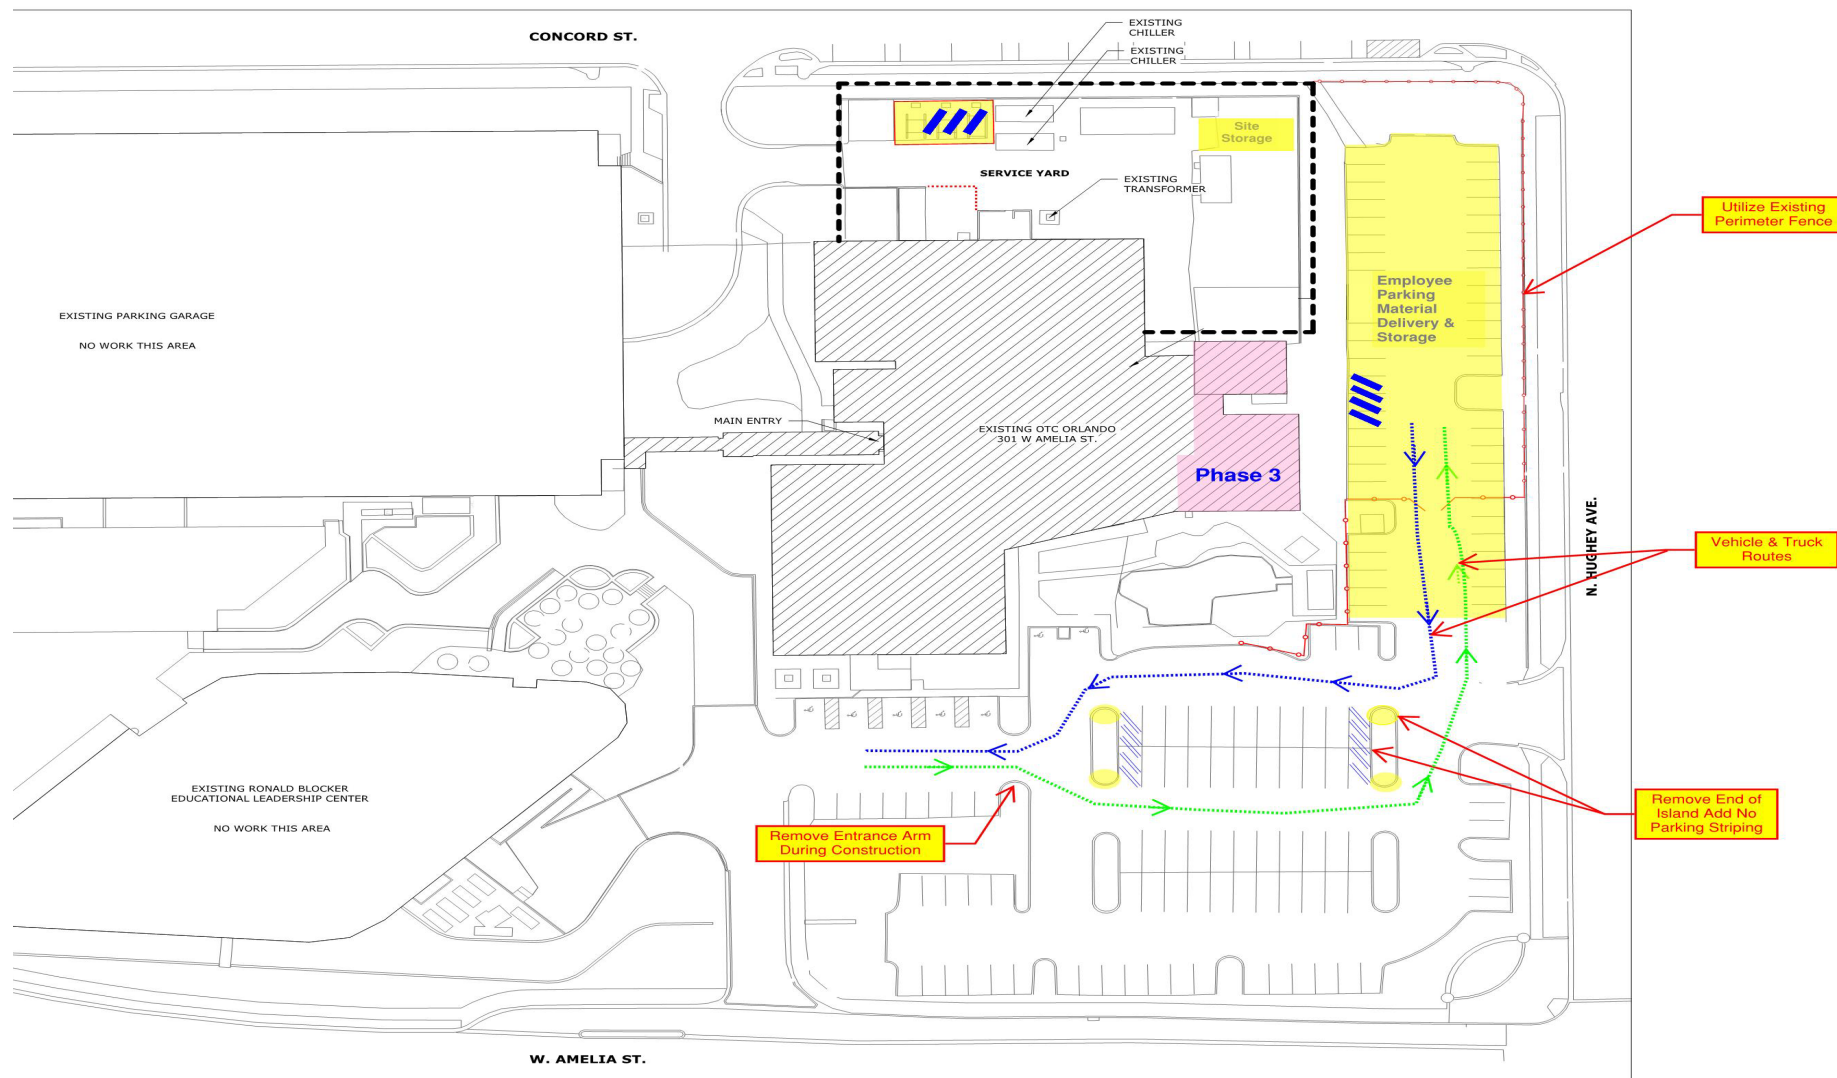 CONCORD ST.
EXISTING
CHILLER
EXISTING
CHILLER
Site
Storage
SERVICE YARD
EXISTING
TRANSFORMER
Utilize Existing
Perimeter Fence
Employee
Parking
Material
Delivery &
Storage
EXISTING PARKING GARAGE
NO WORK THIS AREA
MAIN ENTRY
EXISTING OTC ORLANDO
301 W AMELIA ST.
Phase 3
N. HUGHEY AVE.
Vehicle & Truck
Routes
EXISTING RONALD BLOCKER
EDUCATIONAL LEADERSHIP CENTER
NO WORK THIS AREA
Remove Entrance Arm
During Construction
Remove End of
Island Add No
Parking Striping
W. AMELIA ST.